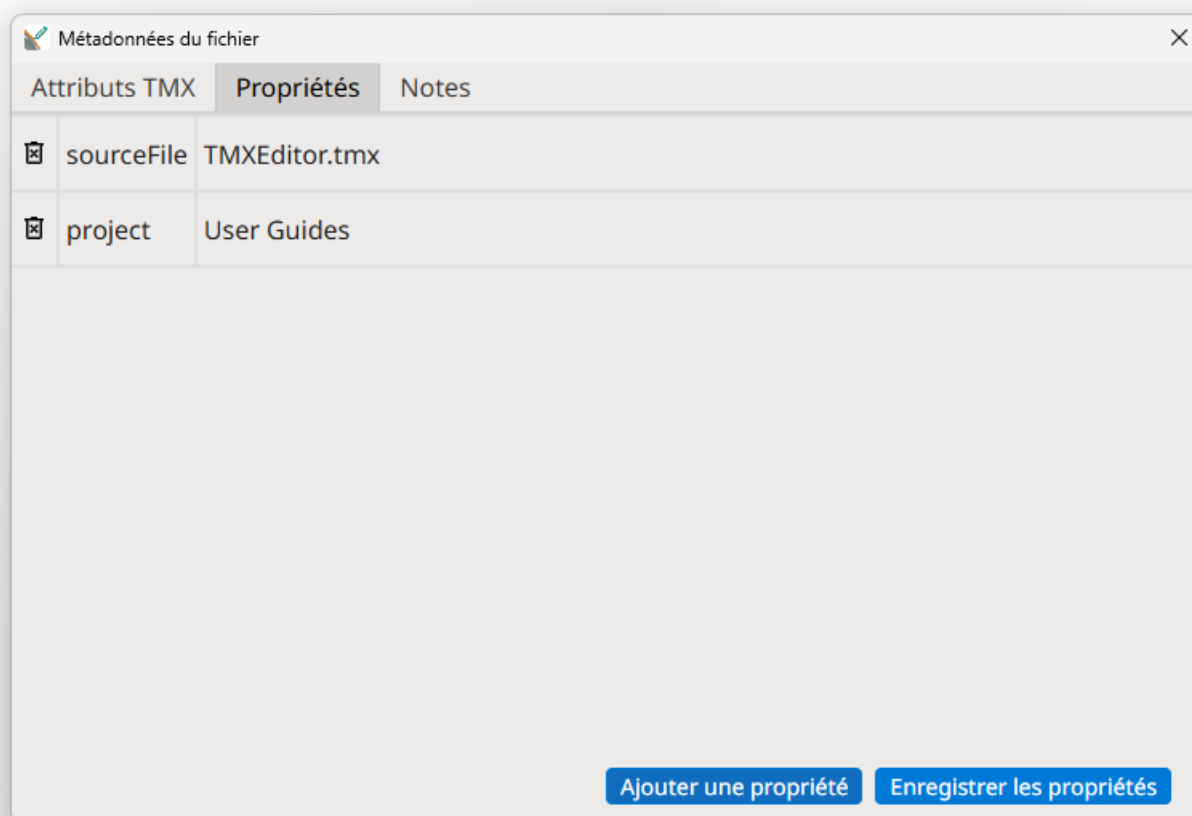 Métadonnées du fichier
Attributs TMX Propriétés Notes
sourceFile TMXEditor.tmx
project User Guides
Ajouter une propriété Enregistrer les propriétés